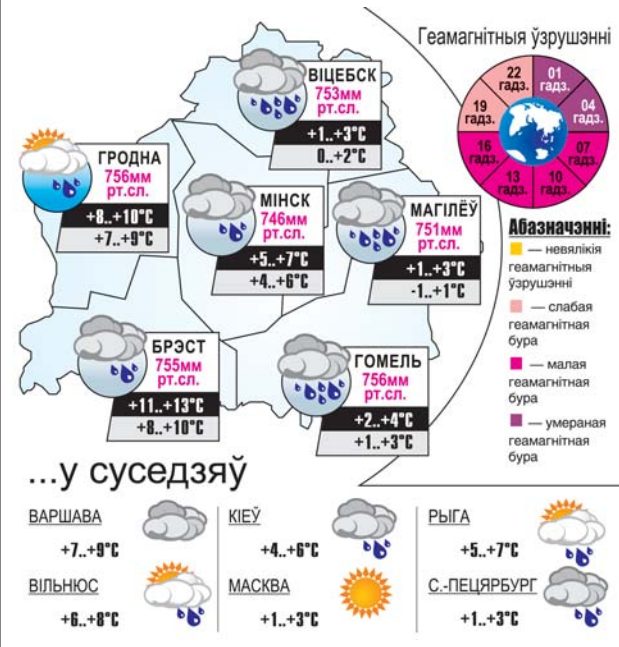 Геамагнітныя ўзрушэнні
22 гадз.
01 гадз.
19 гадз.
04 гадз.
16 гадз.
07 гадз.
13 гадз.
10 гадз.
ВІЦЕБСК
753мм
рт.сл.
+1..+3°C
0..+2°C
ГРОДНА
756мм
рт.сл.
+8..+10°C
+7..+9°C
МІНСК
746мм
рт.сл.
+5..+7°C
+4..+6°C
МАГІЛЁЎ
751мм
рт.сл.
+1..+3°C
-1..+1°C
БРЭСТ
755мм
рт.сл.
+11..+13°C
+8..+10°C
ГОМЕЛЬ
756мм
рт.сл.
+2..+4°C
+1..+3°C
Абазначэнні:
— невялікія
геамагнітныя
ўзрушэнні
— слабая
геамагнітная
бура
— малая
геамагнітная
бура
— умераная
геамагнітная
бура
...у суседзяў
ВАРШАВА
+7..+9°C
КІЕЎ
+4..+6°C
РЫГА
+5..+7°C
ВІЛЬНЮС
+6..+8°C
МАСКВА
+1..+3°C
С.-ПЕЦЯРБУРГ
+1..+3°C